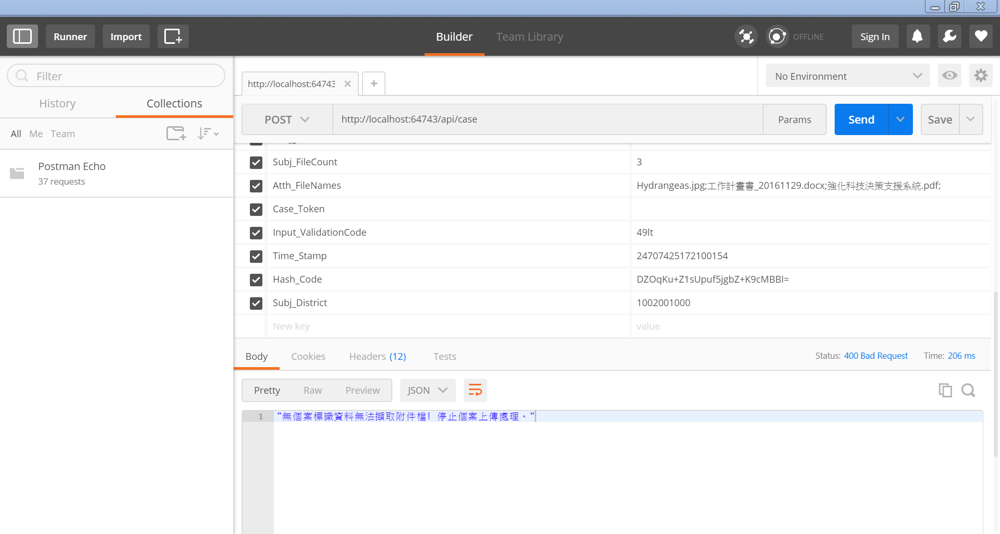 Runner
Import
Builder
Team Library
OFFLINE
Sign In
Filter
History
Collections
All
Me
Team
Postman Echo
37 requests
http://localhost:64743
No Environment
POST
http://localhost:64743/api/case
Params
Send
Save
Subj_FileCount
3
Atth_FileNames
Hydrangeas.jpg;工作計畫書_20161129.docx;強化科技決策支援系統.pdf;
Case_Token
Input_ValidationCode
49lt
Time_Stamp
24707425172100154
Hash_Code
DZOqKu+Z1sUpuf5jgbZ+K9cMBBI=
Subj_District
1002001000
New key
value
Body
Cookies
Headers (12)
Tests
Status: 400 Bad Request
Time: 206 ms
Pretty
Raw
Preview
JSON
1
"無個案標識資料無法擷取附件檔! 停止個案上傳處理。"